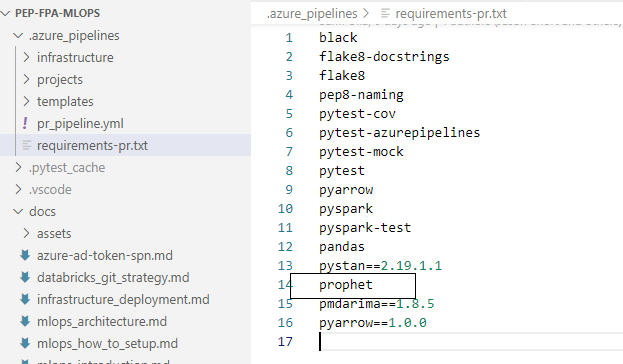 PEP-FPA-MLOPS
.azure_pipelines
infrastructure
projects
templates
pr_pipeline.yml
requirements-pr.txt
.pytest_cache
.vscode
docs
assets
azure-ad-token-spn.md
databricks_git_strategy.md
infrastructure_deployment.md
mlops_architecture.md
mlops_how_to_setup.md
mlops_introduction.md
.azure_pipelines > requirements-pr.txt
1 black
2 flake8-docstrings
3 flake8
4 pep8-naming
5 pytest-cov
6 pytest-azurepipelines
7 pytest-mock
8 pytest
9 pyarrow
10 pyspark
11 pyspark-test
12 pandas
13 pystan==2.19.1.1
14 prophet
15 pmdarima==1.8.5
16 pyarrow==1.0.0
17